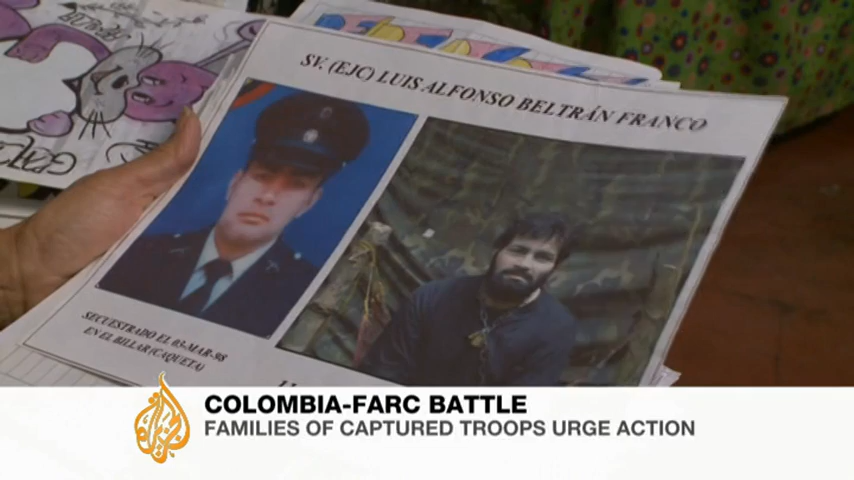 SV. (EJC) LUIS ALFONSO BELTRÁN FRANCO
SECUESTRADO EL 03-MAR-98
EN EL BILLAR (CAQUETA)
COLOMBIA-FARC BATTLE
FAMILIES OF CAPTURED TROOPS URGE ACTION